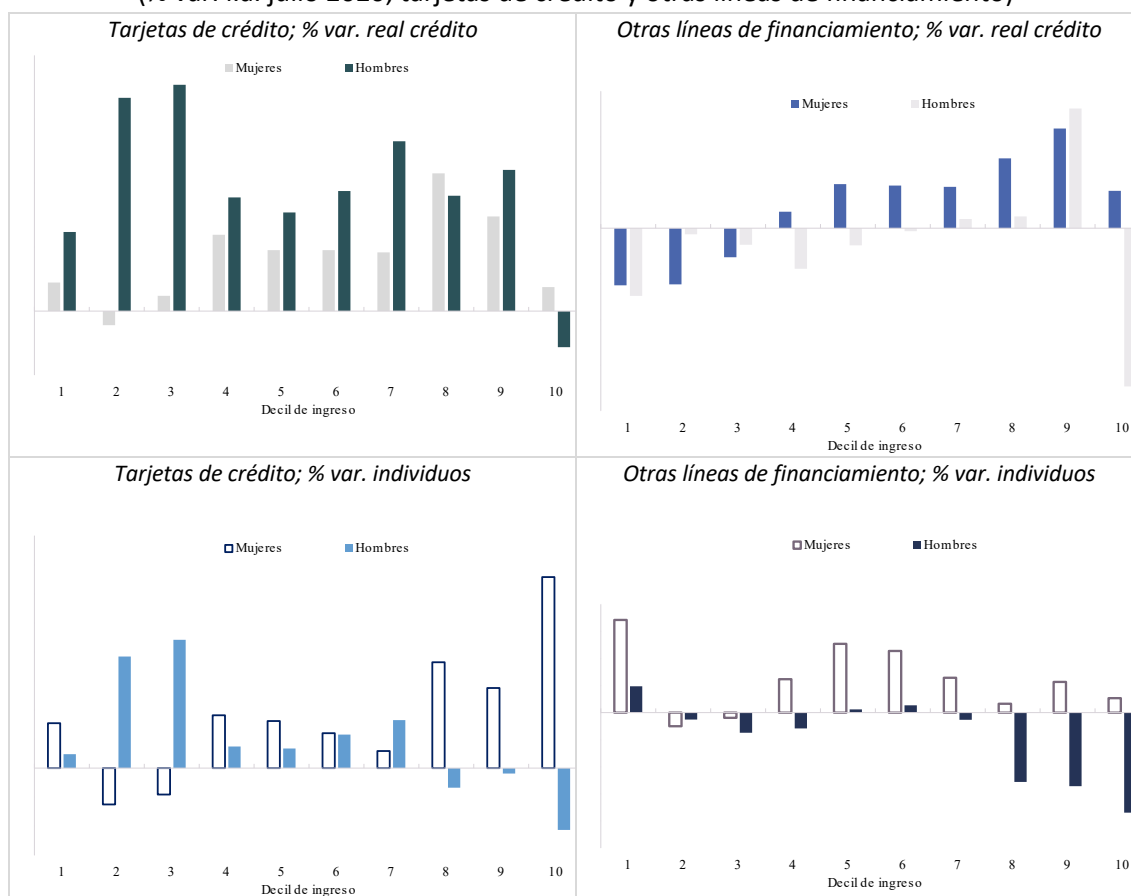 Tarjetas de crédito; % var. real crédito
Mujeres Hombres
1 2 3 4 5 6 7 8 9 10
Decil de ingreso
Otras líneas de financiamiento; % var. real crédito
Mujeres Hombres
1 2 3 4 5 6 7 8 9 10
Decil de ingreso
Tarjetas de crédito; % var. individuos
Mujeres Hombres
1 2 3 4 5 6 7 8 9 10
Decil de ingreso
Otras líneas de financiamiento; % var. individuos
Mujeres Hombres
1 2 3 4 5 6 7 8 9 10
Decil de ingreso